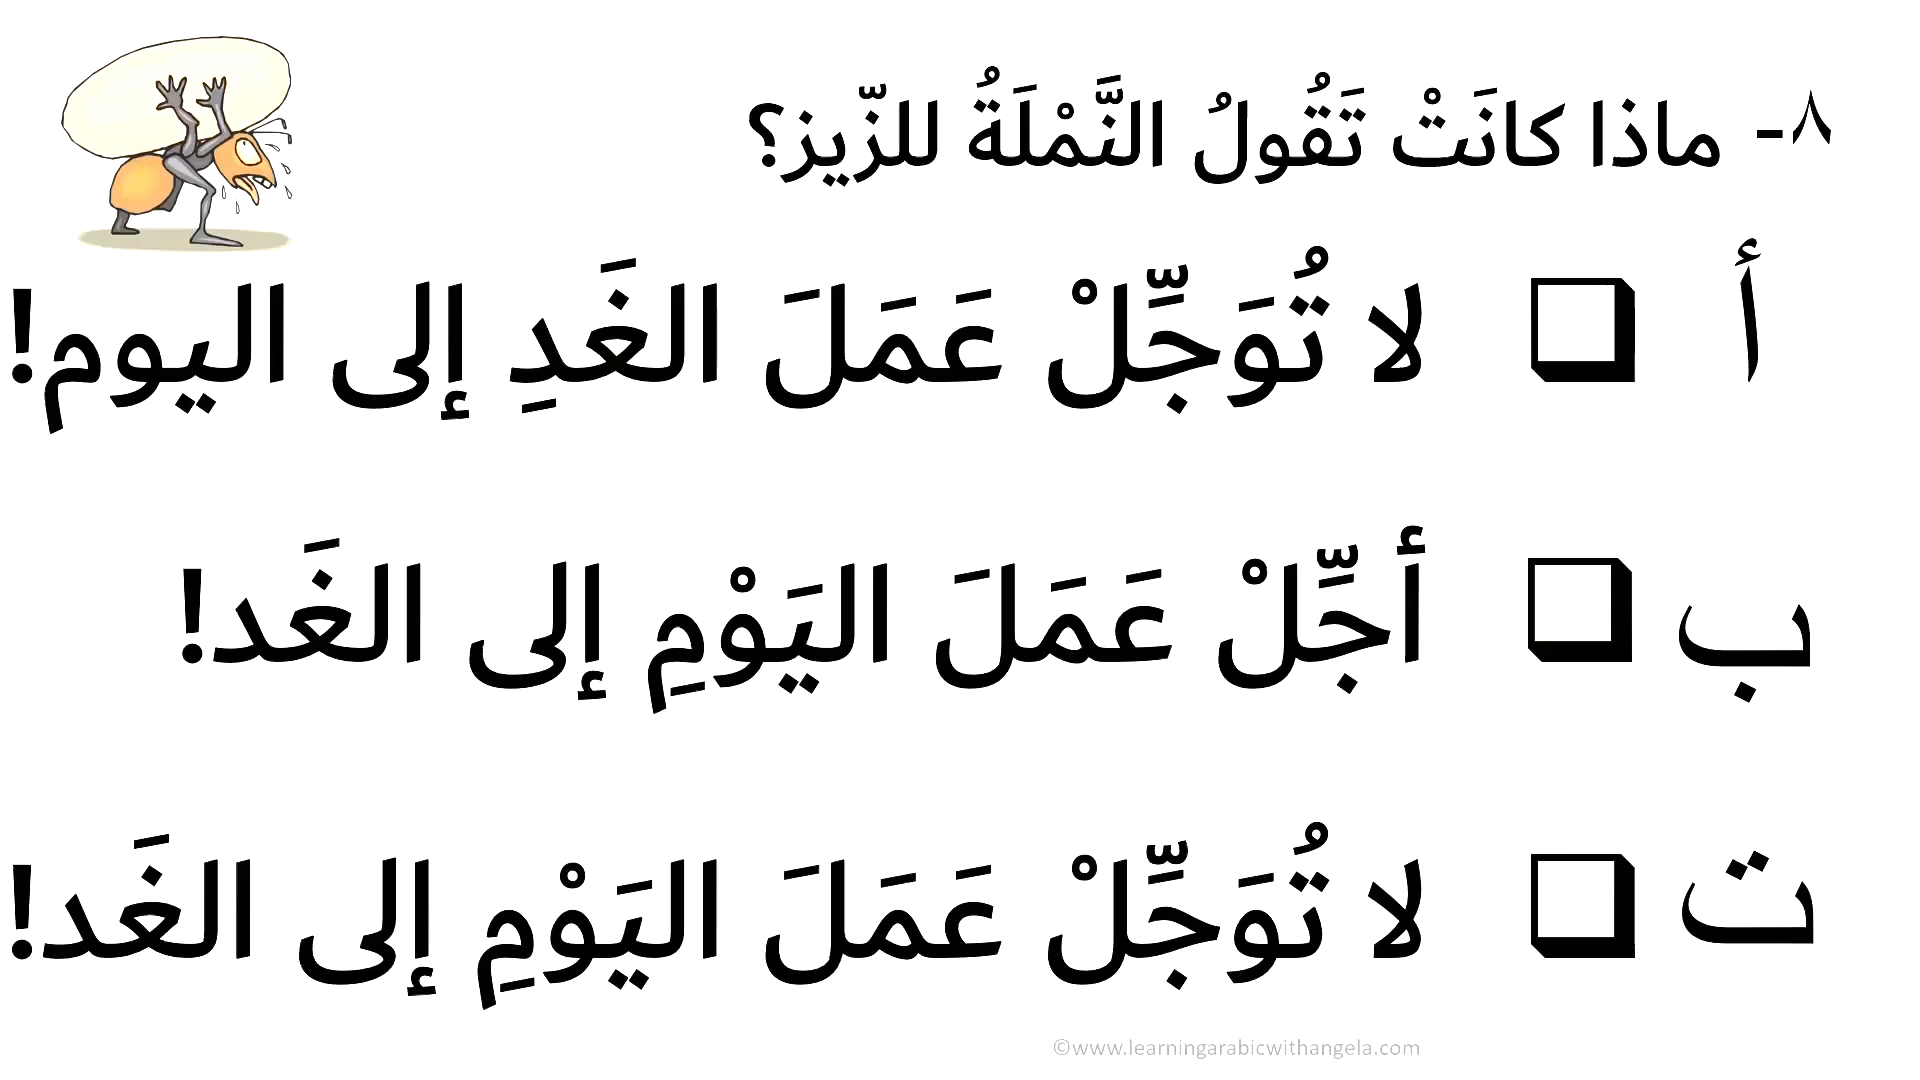 ٨- ماذا كانَتْ تَقُولُ النَّمْلَةُ للزّيز؟
أ ❑ لا تُوَجِّلْ عَمَلَ الغَدِ إلى اليوم!
ب ❑ أجِّلْ عَمَلَ اليَوْمِ إلى الغَد!
ت ❑ لا تُوَجِّلْ عَمَلَ اليَوْمِ إلى الغَد!
©www.learningarabicwithangela.com